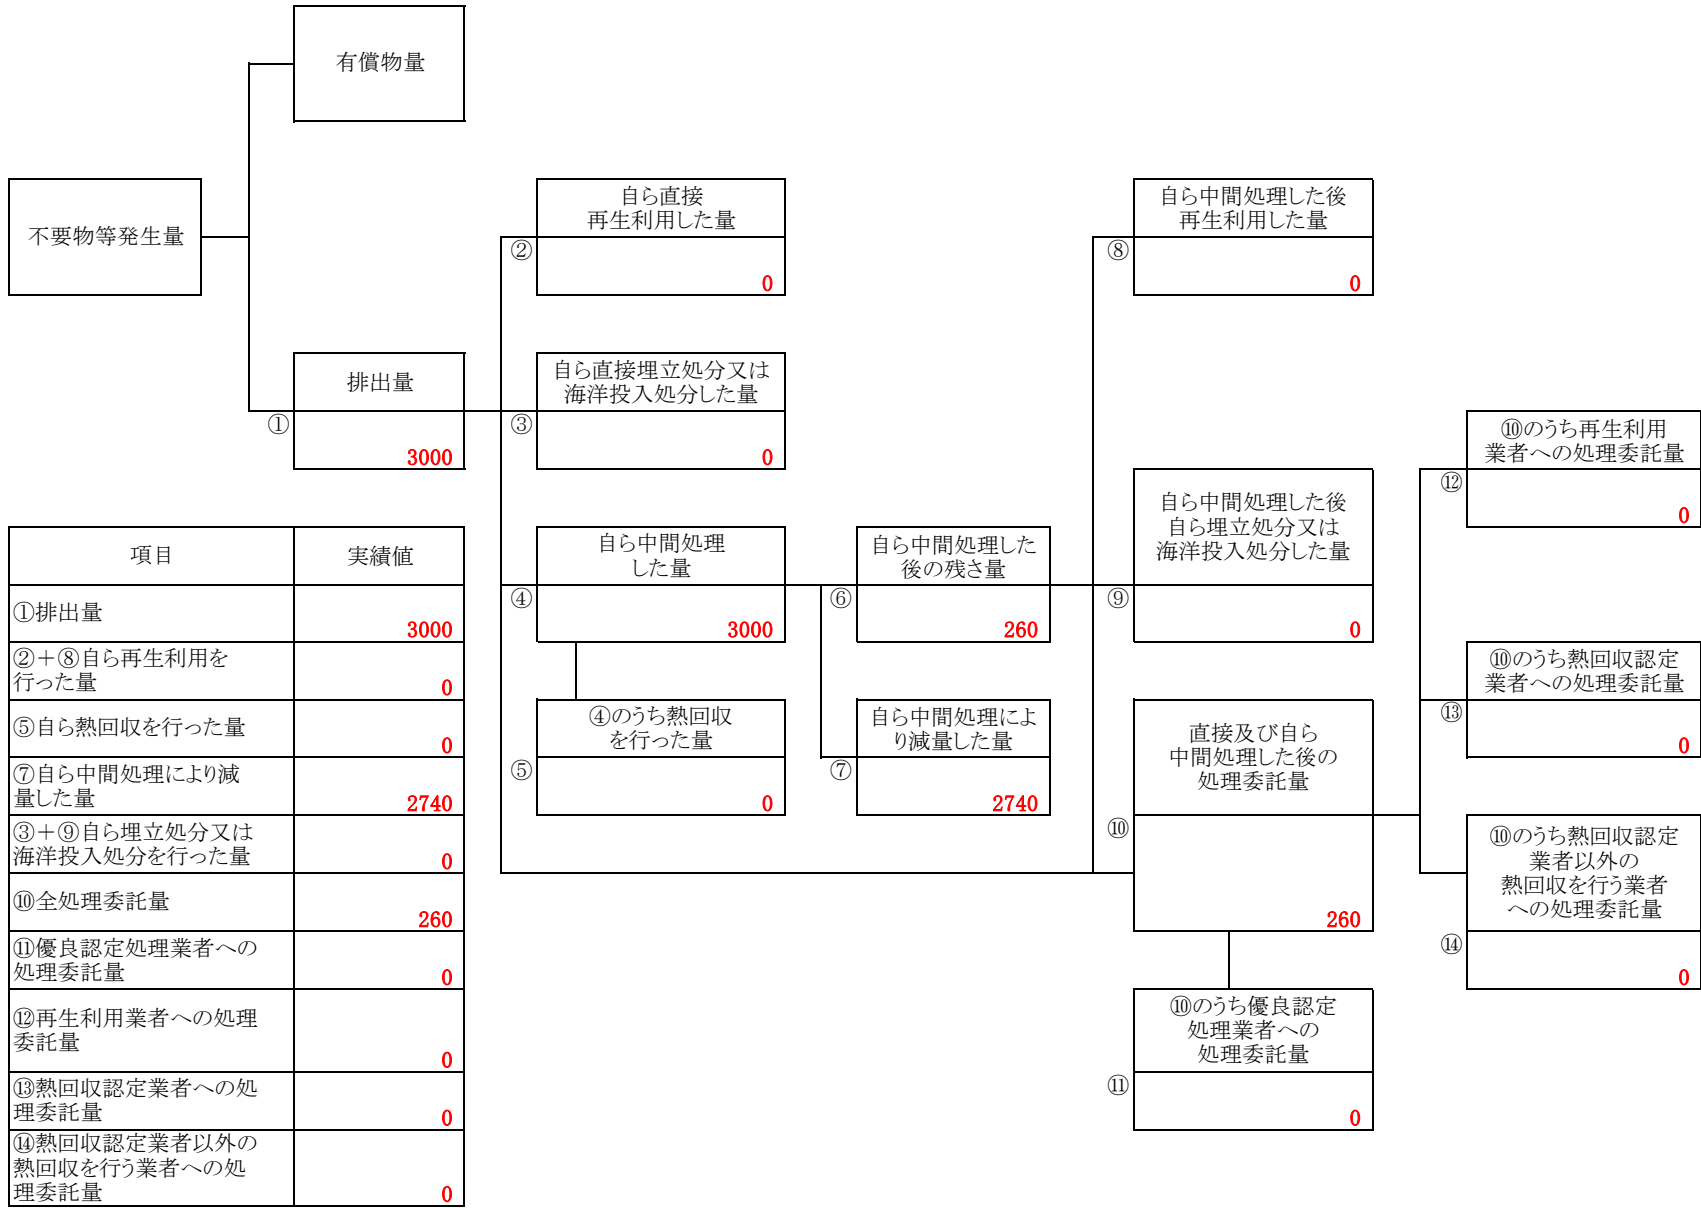 有償物量
不要物等発生量
自ら直接
再生利用した量
②
0
自ら中間処理した後
再生利用した量
⑧
0
排出量
①
3000
自ら直接埋立処分又は
海洋投入処分した量
③
0
⑩のうち再生利用
業者への処理委託量
⑫
0
自ら中間処理
した量
④
3000
自ら中間処理した
後の残さ量
⑥
260
自ら中間処理した後
自ら埋立処分又は
海洋投入処分した量
⑨
0
⑩のうち熱回収認定
業者への処理委託量
⑬
0
④のうち熱回収
を行った量
⑤
0
自ら中間処理によ
り減量した量
⑦
2740
直接及び自ら
中間処理した後の
処理委託量
⑩
260
⑩のうち熱回収認定
業者以外の
熱回収を行う業者
への処理委託量
⑭
0
⑩のうち優良認定
処理業者への
処理委託量
⑪
0
項目 実績値
①排出量
3000
②+⑧自ら再生利用を
行った量
0
⑤自ら熱回収を行った量
0
⑦自ら中間処理により減
量した量
2740
③+⑨自ら埋立処分又は
海洋投入処分を行った量
0
⑩全処理委託量
260
⑪優良認定処理業者への
処理委託量
0
⑫再生利用業者への処理
委託量
0
⑬熱回収認定業者への処
理委託量
0
⑭熱回収認定業者以外の
熱回収を行う業者への処
理委託量
0